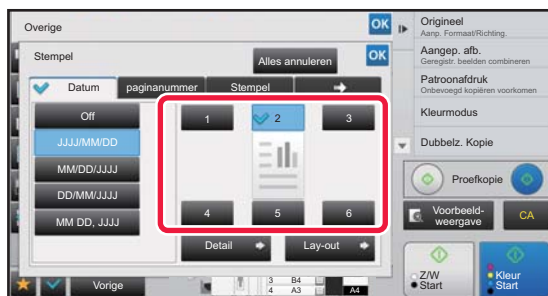 Overige
OK
Stempel
Alles annuleren
OK
Datum
paginanummer
Stempel
Off
JJJJ/MM/DD
MM/DD/JJJJ
DD/MM/JJJJ
MM DD, JJJJ
1
2
3
4
5
6
Detail
Lay-out
Vorige
3 B4
4 A3
A4
Origineel
Aanp. Formaat/Richting.
Aangep. afb.
Geregistr. beelden combineren
Patroonafdruk
Onbevoegd kopiëren voorkomen
Kleurmodus
Dubbelz. Kopie
Proefkopie
Voorbeeld-
weergave
CA
Z/W
Start
Kleur
Start